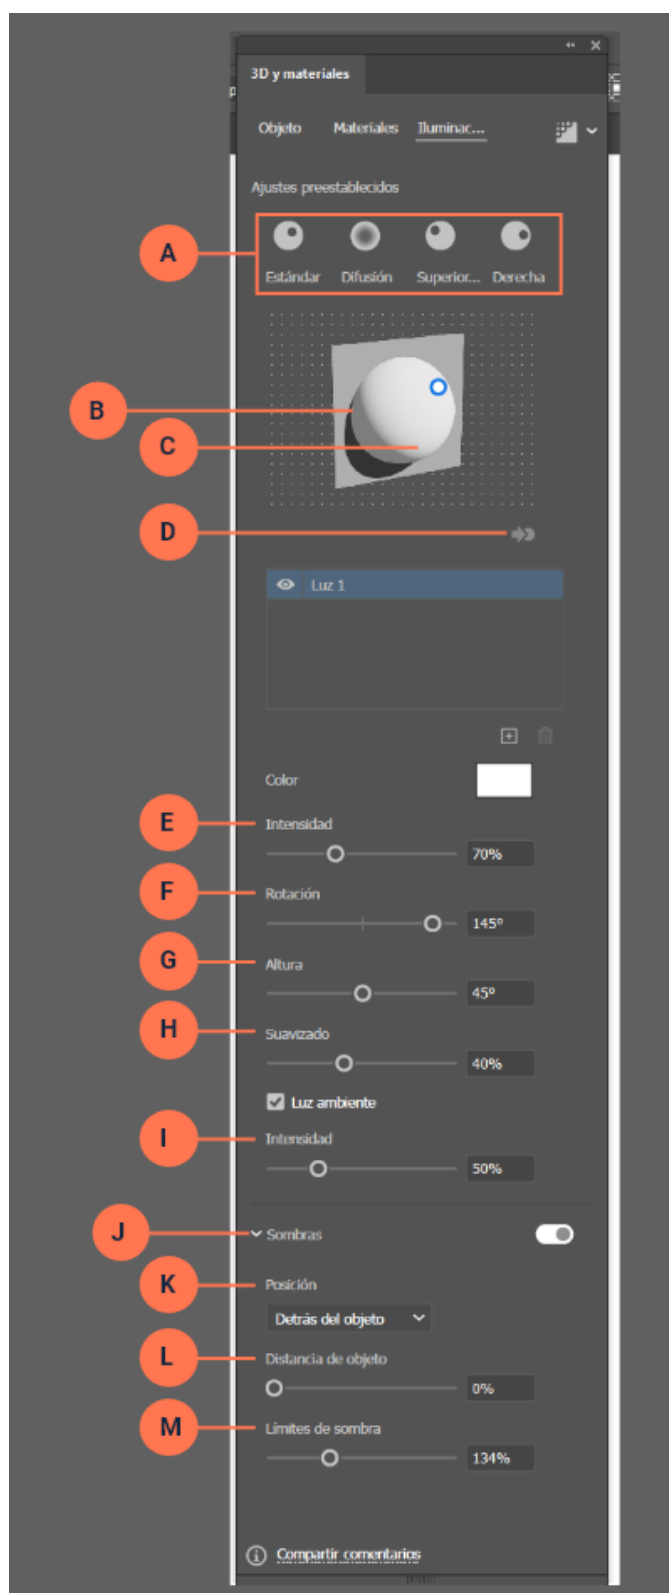 3D y materiales
Objeto Materiales Iluminac...
Ajustes preestablecidos
A
Estándar Difusión Superior... Derecha
B
C
D
Luz 1
Color
E
Intensidad
70%
F
Rotación
145º
G
Altura
45º
H
Suavizado
40%
Luz ambiente
I
Intensidad
50%
J
Sombras
K
Posición
Detrás del objeto
L
Distancia de objeto
0%
M
Límites de sombra
134%
Compartir comentarios